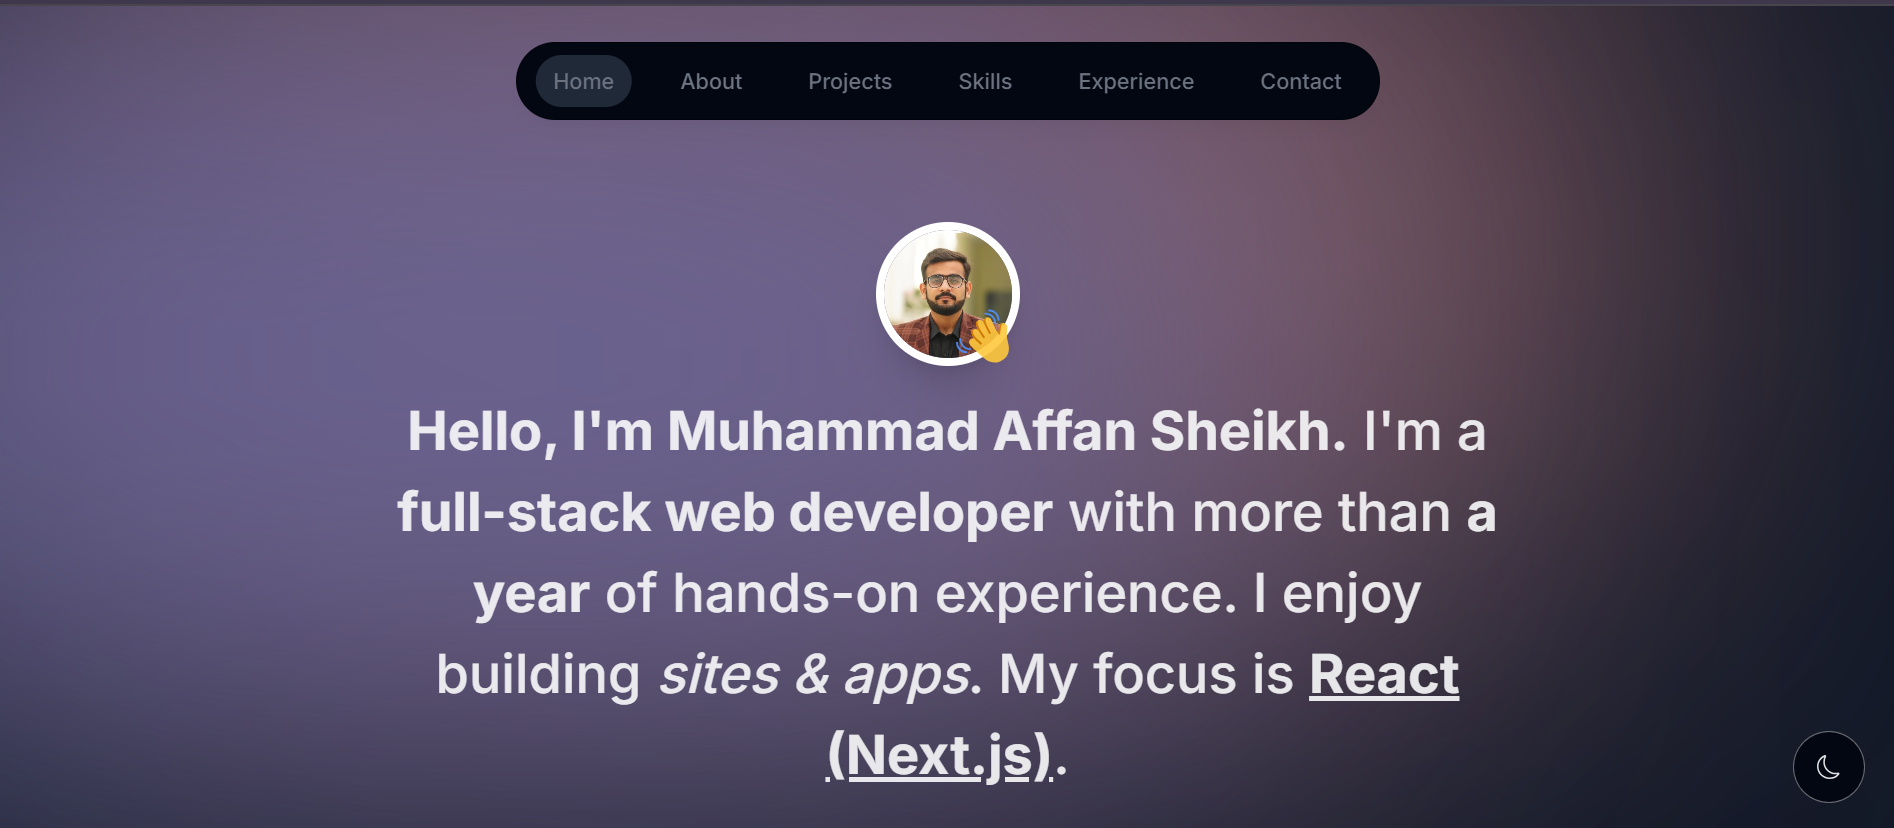 Home About Projects Skills Experience Contact
Hello, I'm Muhammad Affan Sheikh. I'm a
full-stack web developer with more than a
year of hands-on experience. I enjoy
building sites & apps. My focus is React
(Next.js).